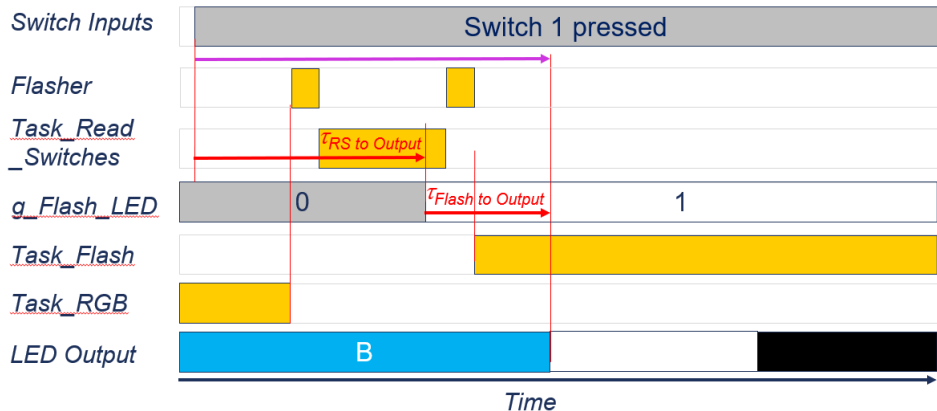 Switch Inputs
Switch 1 pressed
Flasher
Task_Read
_Switches
τRS to Output
g_Flash_LED
0
τFlash to Output
1
Task_Flash
Task_RGB
LED Output
B
Time